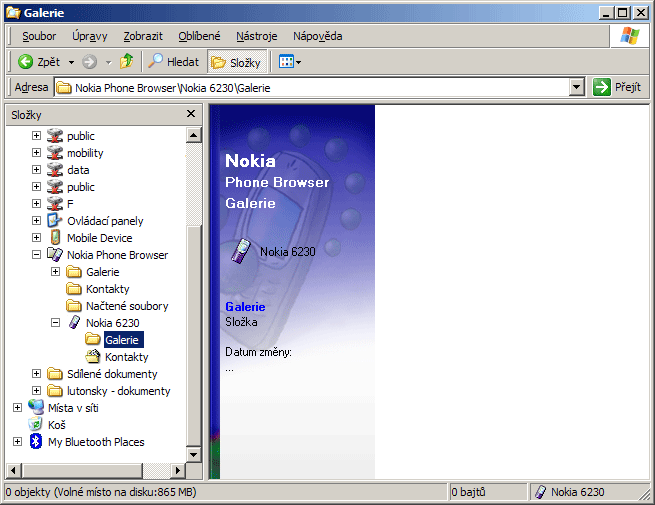 Galerie
Soubor Úpravy Zobrazit Oblíbené Nástroje Nápověda
Zpět Hledat Složky
Adresa Nokia Phone Browser\Nokia 6230\Galerie Přejít
Složky
public
mobility
data
public
F
Ovládací panely
Mobile Device
Nokia Phone Browser
Galerie
Kontakty
Načtené soubory
Nokia 6230
Galerie
Kontakty
Sdílené dokumenty
lutonsky - dokumenty
Místa v síti
Koš
My Bluetooth Places
Nokia
Phone Browser
Galerie
Nokia 6230
Galerie
Složka
Datum změny:
...
0 objekty (Volné místo na disku:865 MB) 0 bajtů Nokia 6230